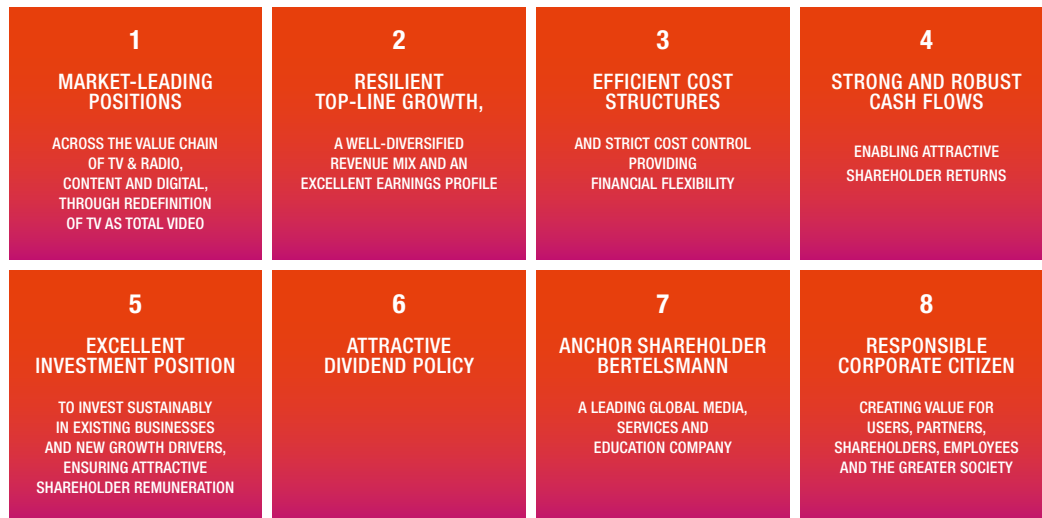 1
MARKET-LEADING
POSITIONS
ACROSS THE VALUE CHAIN
OF TV & RADIO,
CONTENT AND DIGITAL,
THROUGH REDEFINITION
OF TV AS TOTAL VIDEO
2
RESILIENT
TOP-LINE GROWTH,
A WELL-DIVERSIFIED
REVENUE MIX AND AN
EXCELLENT EARNINGS PROFILE
3
EFFICIENT COST
STRUCTURES
AND STRICT COST CONTROL
PROVIDING
FINANCIAL FLEXIBILITY
4
STRONG AND ROBUST
CASH FLOWS
ENABLING ATTRACTIVE
SHAREHOLDER RETURNS
5
EXCELLENT
INVESTMENT POSITION
TO INVEST SUSTAINABLY
IN EXISTING BUSINESSES
AND NEW GROWTH DRIVERS,
ENSURING ATTRACTIVE
SHAREHOLDER REMUNERATION
6
ATTRACTIVE
DIVIDEND POLICY
7
ANCHOR SHAREHOLDER
BERTELSMANN
A LEADING GLOBAL MEDIA,
SERVICES AND
EDUCATION COMPANY
8
RESPONSIBLE
CORPORATE CITIZEN
CREATING VALUE FOR
USERS, PARTNERS,
SHAREHOLDERS, EMPLOYEES
AND THE GREATER SOCIETY